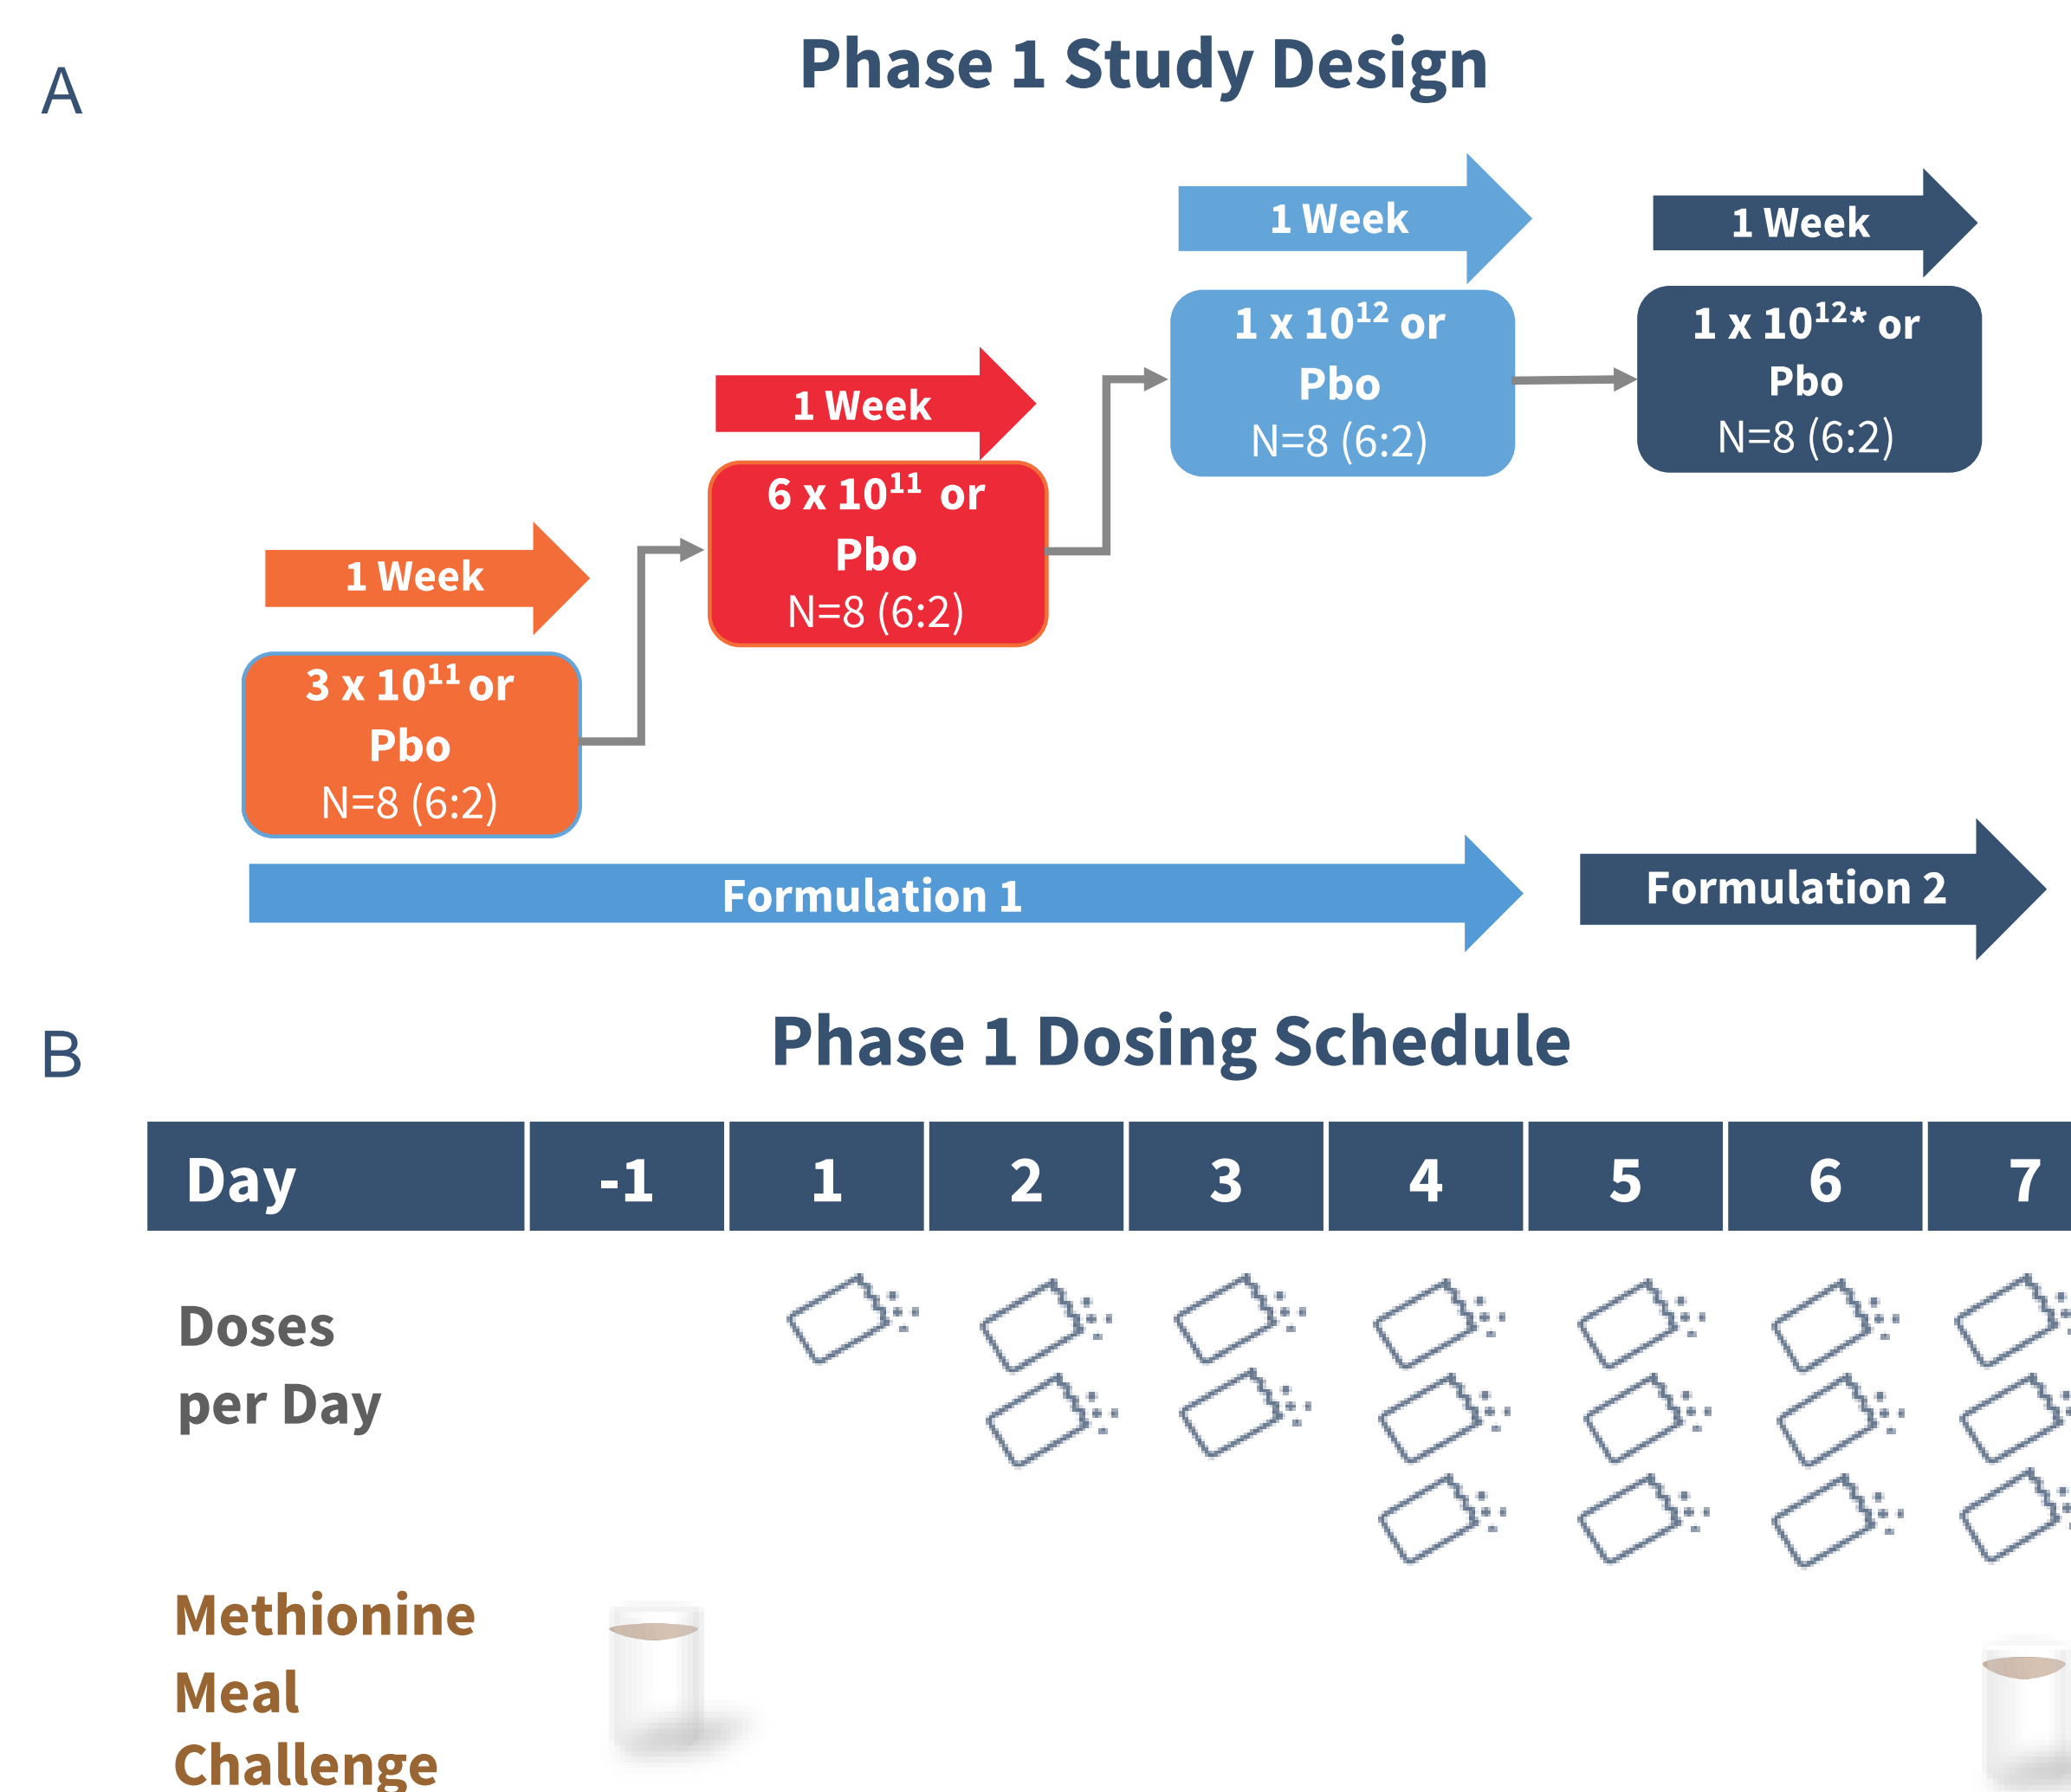 A
Phase 1 Study Design
1 Week
1 Week
1 x 10¹² or
Pbo
N=8 (6:2)
1 x 10¹²* or
Pbo
N=8 (6:2)
1 Week
6 x 10¹¹ or
Pbo
N=8 (6:2)
1 Week
3 x 10¹¹ or
Pbo
N=8 (6:2)
Formulation 1
Formulation 2
B
Phase 1 Dosing Schedule
Day -1 1 2 3 4 5 6 7
Doses
per Day
Methionine
Meal
Challenge